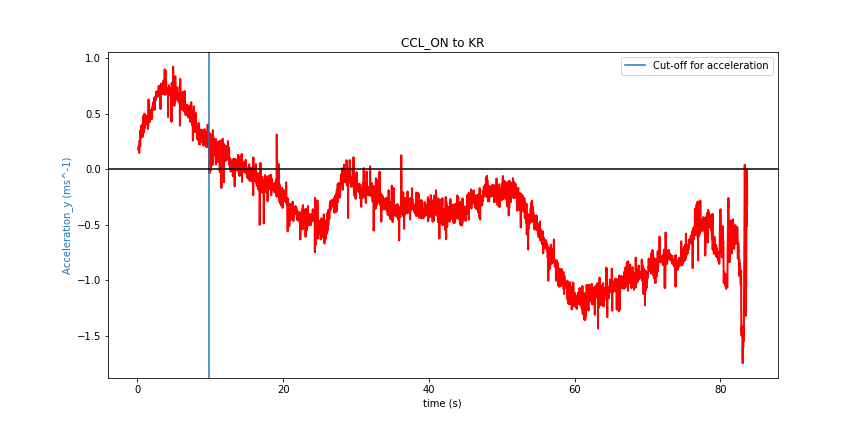 CCL_ON to KR
Cut-off for acceleration
1.0
0.5
0.0
−0.5
−1.0
−1.5
Acceleration_y (ms^-1)
0 20 40 60 80
time (s)